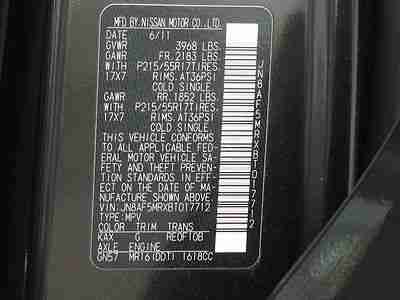 MFD BY NISSAN MOTOR CO., LTD.
DATE 6/11
GVWR 3968 LBS.
GAWR FR. 2183 LBS.
WITH P215/55R17TIRES.
17X7 RIMS. AT36PSI
COLD SINGLE.
GAWR RR. 1852 LBS.
WITH P215/55R17TIRES.
17X7 RIMS. AT36PSI
COLD SINGLE.
THIS VEHICLE CONFORMS
TO ALL APPLICABLE FED-
ERAL MOTOR VEHICLE SA-
FETY AND THEFT PREVEN-
TION STANDARDS IN EFF-
ECT ON THE DATE OF MA-
NUFACTURE SHOWN ABOVE.
VIN: JN8AF5MRXBT017712
TYPE: MPV
COLOR TRIM TRANS
KAX G RE0F10B
AXLE ENGINE
GN57 MR16(DDT) 1618CC
JN8AF5MRXBT017712